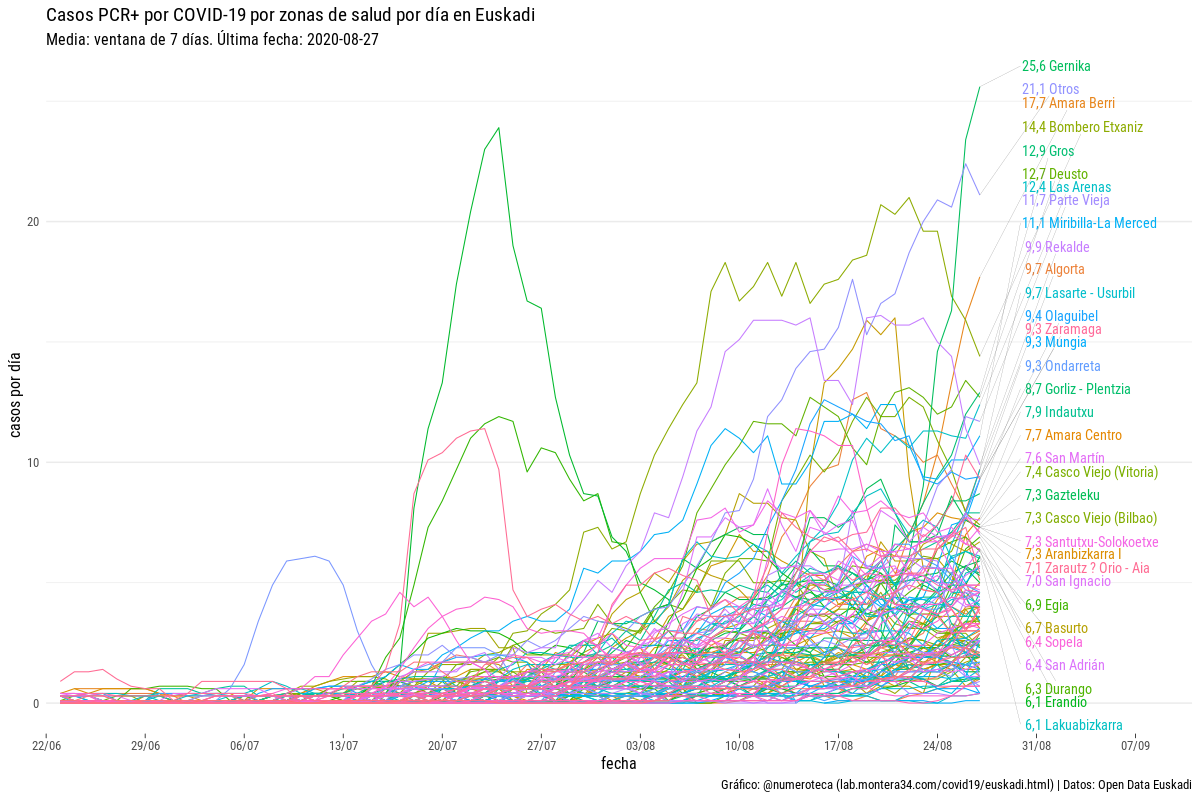 Casos PCR+ por COVID-19 por zonas de salud por día en Euskadi
Media: ventana de 7 días. Última fecha: 2020-08-27
25,6 Gernika
21,1 Otros
17,7 Amara Berri
14,4 Bombero Etxaniz
12,9 Gros
12,7 Deusto
12,4 Las Arenas
11,7 Parte Vieja
11,1 Miribilla-La Merced
9,9 Rekalde
9,7 Algorta
9,7 Lasarte - Usurbil
9,4 Olaguibel
9,3 Zaramaga
9,3 Mungia
9,3 Ondarreta
8,7 Gorliz - Plentzia
7,9 Indautxu
7,7 Amara Centro
7,6 San Martín
7,4 Casco Viejo (Vitoria)
7,3 Gazteleku
7,3 Casco Viejo (Bilbao)
7,3 Santutxu-Solokoetxe
7,3 Aranbizkarra I
7,1 Zarautz ? Orio - Aia
7,0 San Ignacio
6,9 Egia
6,7 Basurto
6,4 Sopela
6,4 San Adrián
6,3 Durango
6,1 Erandio
6,1 Lakuabizkarra
casos por día
20
10
0
22/06
29/06
06/07
13/07
20/07
27/07
03/08
10/08
17/08
24/08
31/08
07/09
fecha
Gráfico: @numeroteca (lab.montera34.com/covid19/euskadi.html) | Datos: Open Data Euskadi